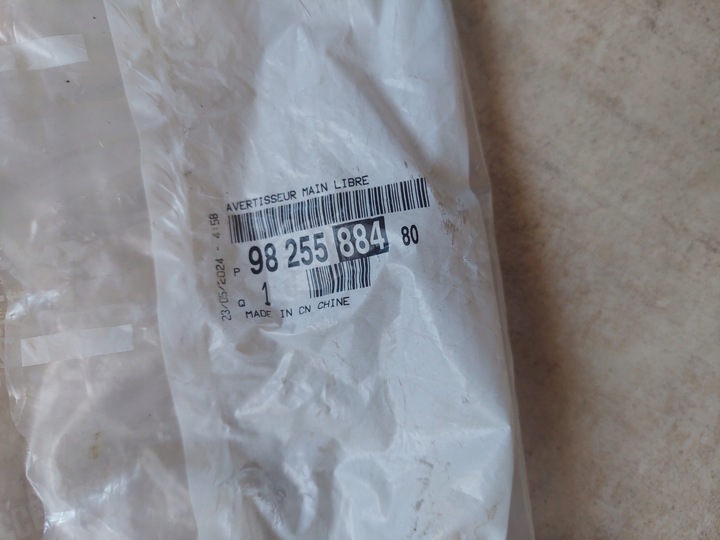 AVERTISSEUR MAIN LIBRE
P 98 255 884 80
Q 1
MADE IN CN CHINE
23/05/2024 - 4:58